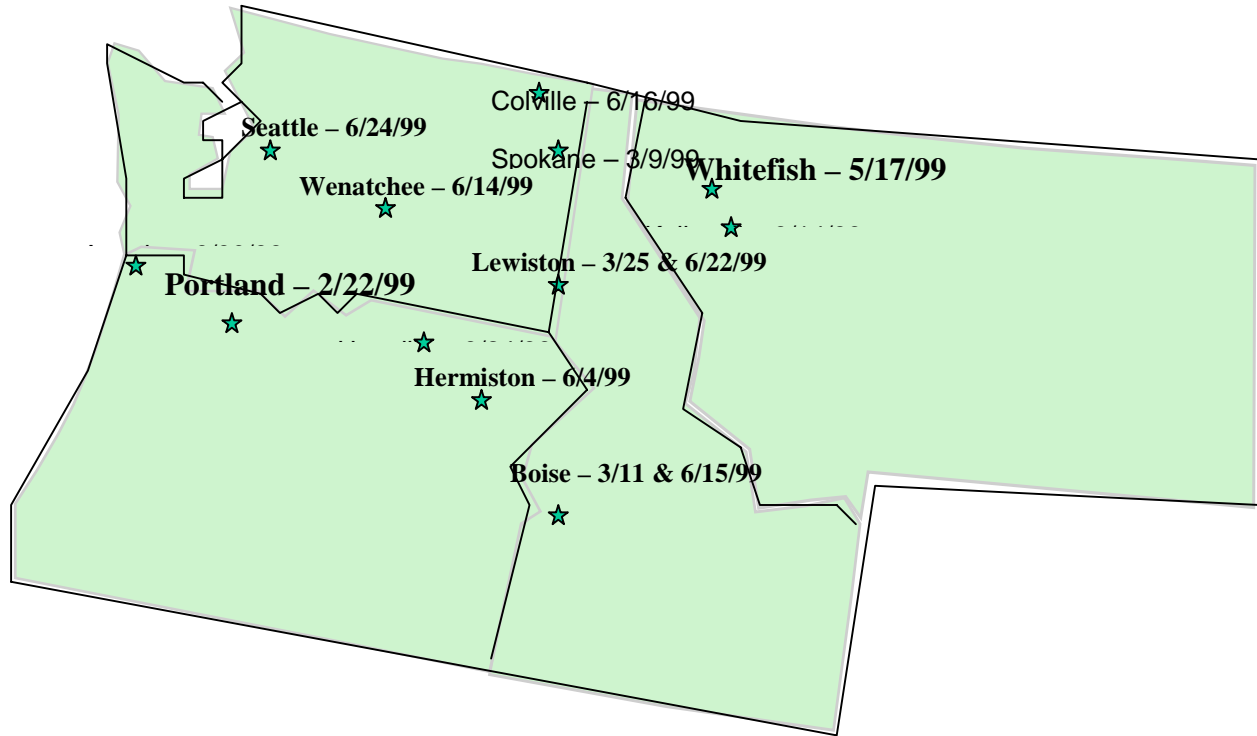 Colville – 6/16/99
Seattle – 6/24/99
Spokane – 3/9/99
Whitefish – 5/17/99
Wenatchee – 6/14/99
Lewiston – 3/25 & 6/22/99
Portland – 2/22/99
Hermiston – 6/4/99
Boise – 3/11 & 6/15/99